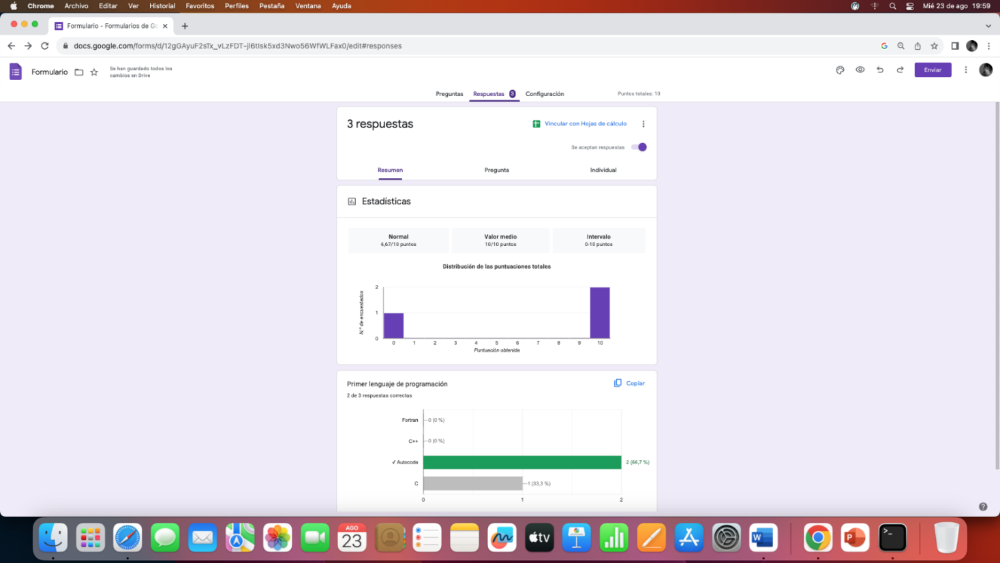 Chrome Archivo Editar Ver Historial Favoritos Perfiles Pestaña Ventana Ayuda Mié 23 de ago 19:59
Formulario - Formularios de Go
docs.google.com/forms/d/12gGAyuF2sTx_vLzFDT-jI6tIsk5xd3Nwo56WfWLFax0/edit#responses
Formulario
Se han guardado todos los
cambios en Drive
Enviar
Preguntas Respuestas 3 Configuración Puntos totales: 10
3 respuestas
Vincular con Hojas de cálculo
Se aceptan respuestas
Resumen Pregunta Individual
Estadísticas
Normal Valor medio Intervalo
6,67/10 puntos 10/10 puntos 0-10 puntos
Distribución de las puntuaciones totales
N.º de encuestados
2
1
0
0 1 2 3 4 5 6 7 8 9 10
Puntuación obtenida
Primer lenguaje de programación
Copiar
2 de 3 respuestas correctas
Fortran 0 (0 %)
C++ 0 (0 %)
✓ Autocode 2 (66,7 %)
C 1 (33,3 %)
0 1 2
AGO
23
tv
W
P
>_